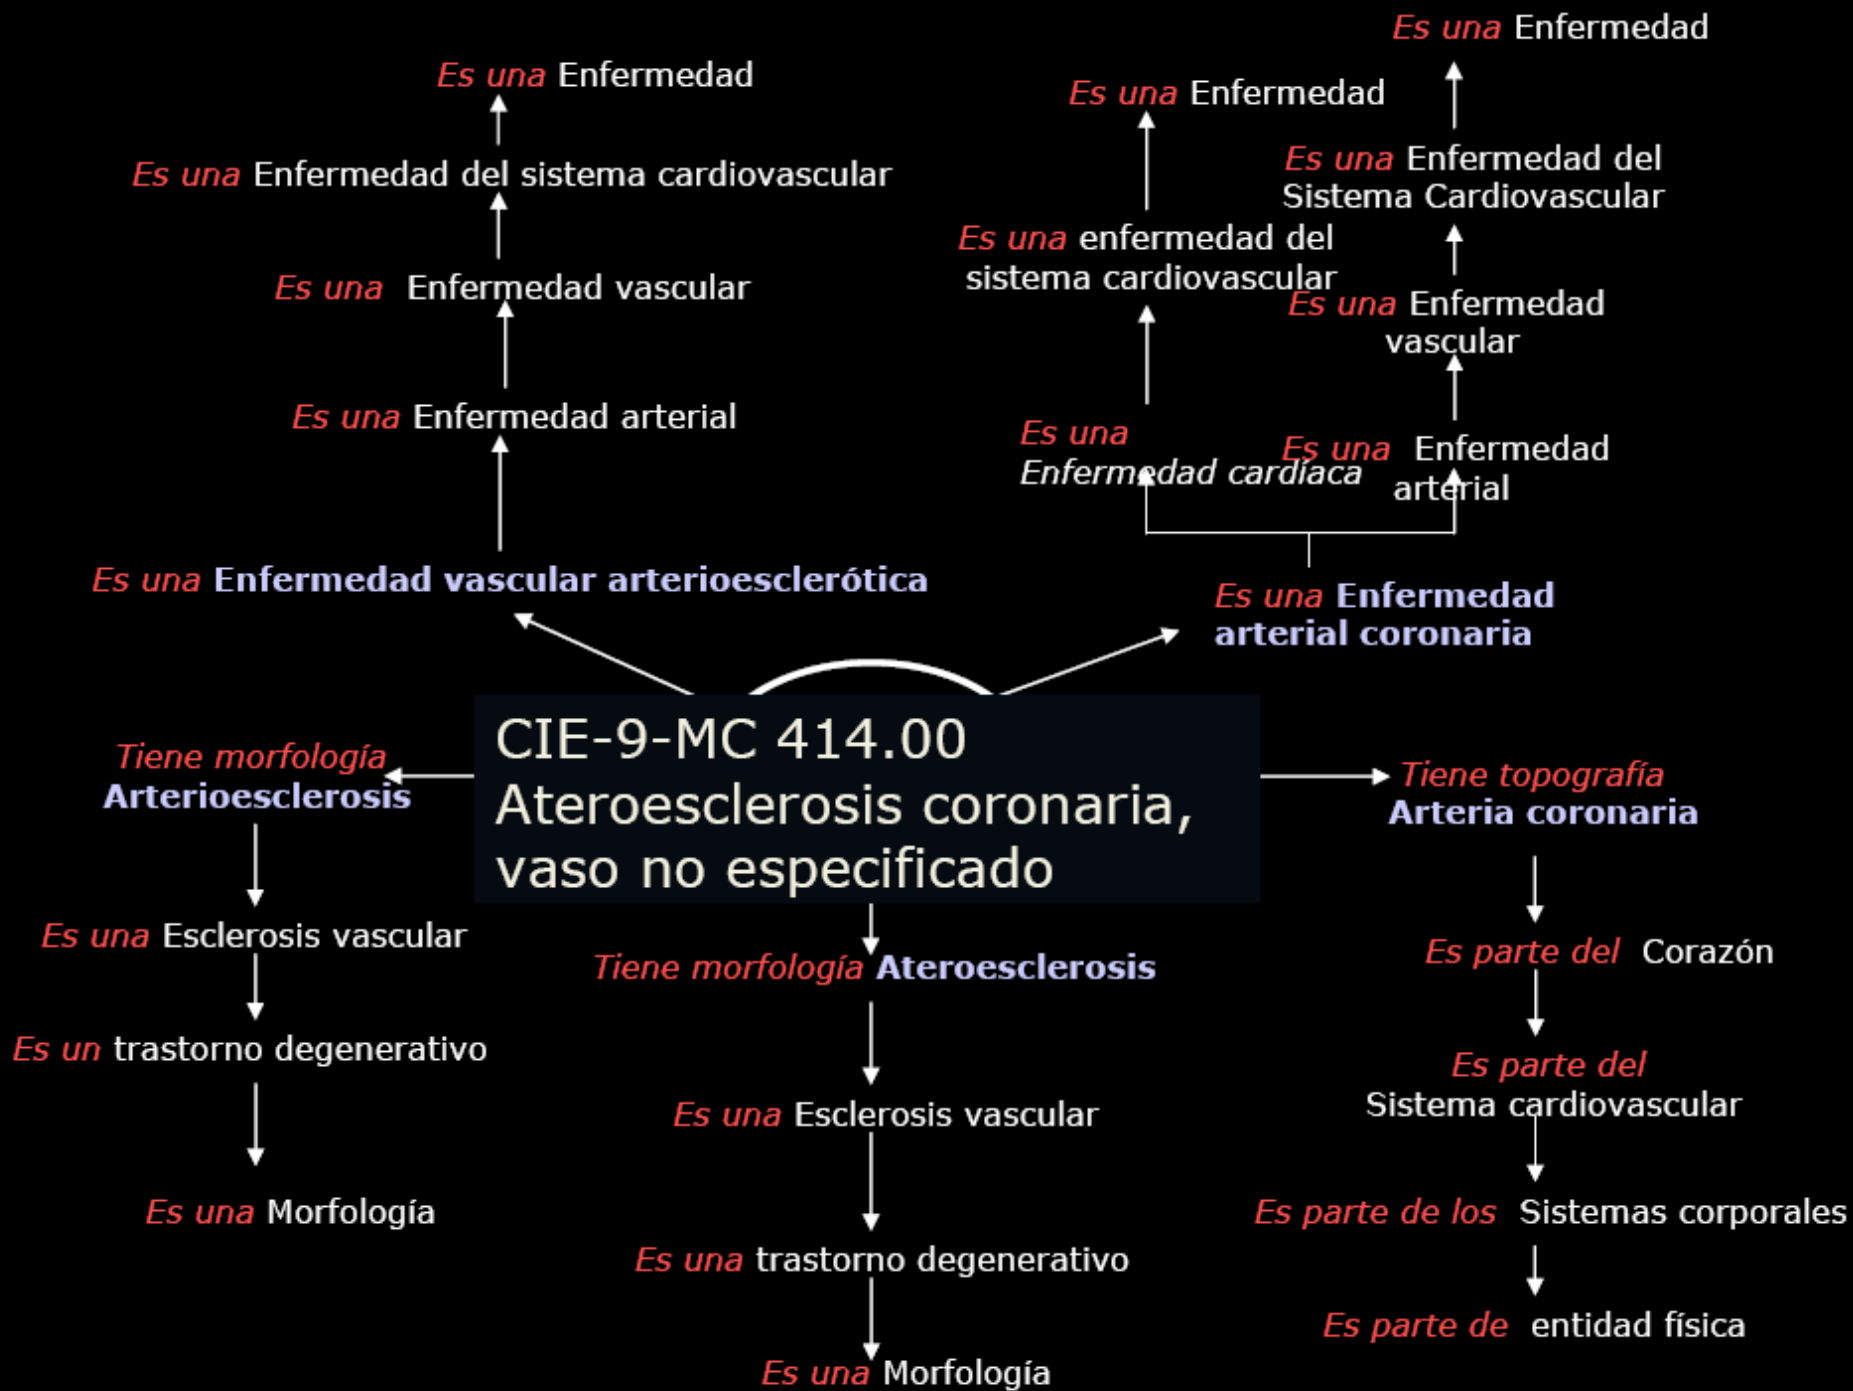 Es una Enfermedad
Es una Enfermedad del sistema cardiovascular
Es una Enfermedad vascular
Es una Enfermedad arterial
Es una Enfermedad vascular arterioesclerótica
Es una Enfermedad
Es una enfermedad del
sistema cardiovascular
Es una
Enfermedad cardíaca
Es una Enfermedad
Es una Enfermedad del
Sistema Cardiovascular
Es una Enfermedad
vascular
Es una Enfermedad
arterial
Es una Enfermedad
arterial coronaria
CIE-9-MC 414.00
Ateroesclerosis coronaria,
vaso no especificado
Tiene morfología
Arterioesclerosis
Es una Esclerosis vascular
Es un trastorno degenerativo
Es una Morfología
Tiene morfología Ateroesclerosis
Es una Esclerosis vascular
Es una trastorno degenerativo
Es una Morfología
Tiene topografía
Arteria coronaria
Es parte del Corazón
Es parte del
Sistema cardiovascular
Es parte de los Sistemas corporales
Es parte de entidad física